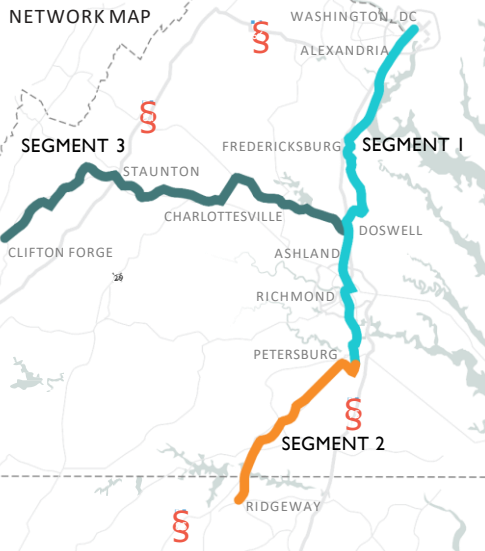 NETWORK MAP
WASHINGTON, DC
§
ALEXANDRIA
§
SEGMENT 3
FREDERICKSBURG
SEGMENT 1
STAUNTON
CHARLOTTESVILLE
DOSWELL
CLIFTON FORGE
ASHLAND
RICHMOND
PETERSBURG
§
SEGMENT 2
RIDGEWAY
§